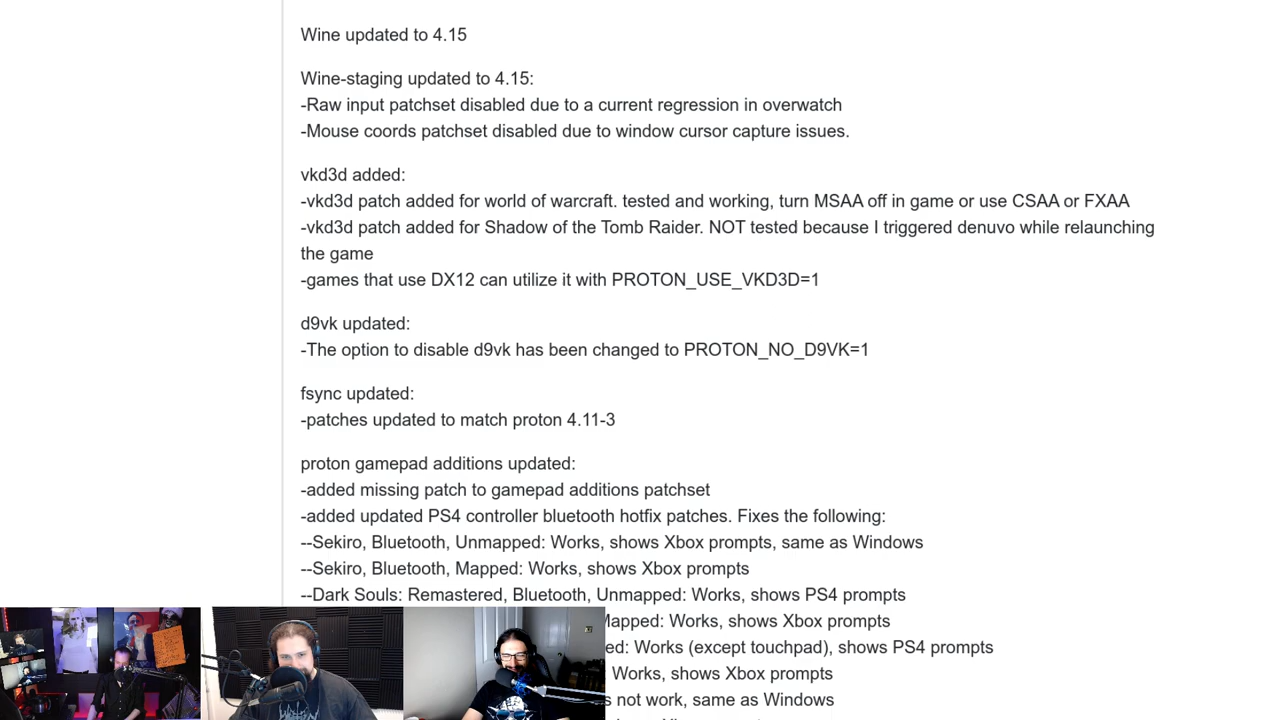 Wine updated to 4.15
Wine-staging updated to 4.15:
-Raw input patchset disabled due to a current regression in overwatch
-Mouse coords patchset disabled due to window cursor capture issues.
vkd3d added:
-vkd3d patch added for world of warcraft. tested and working, turn MSAA off in game or use CSAA or FXAA
-vkd3d patch added for Shadow of the Tomb Raider. NOT tested because I triggered denuvo while relaunching
the game
-games that use DX12 can utilize it with PROTON_USE_VKD3D=1
d9vk updated:
-The option to disable d9vk has been changed to PROTON_NO_D9VK=1
fsync updated:
-patches updated to match proton 4.11-3
proton gamepad additions updated:
-added missing patch to gamepad additions patchset
-added updated PS4 controller bluetooth hotfix patches. Fixes the following:
--Sekiro, Bluetooth, Unmapped: Works, shows Xbox prompts, same as Windows
--Sekiro, Bluetooth, Mapped: Works, shows Xbox prompts
--Dark Souls: Remastered, Bluetooth, Unmapped: Works, shows PS4 prompts
Mapped: Works, shows Xbox prompts
ed: Works (except touchpad), shows PS4 prompts
Works, shows Xbox prompts
s not work, same as Windows